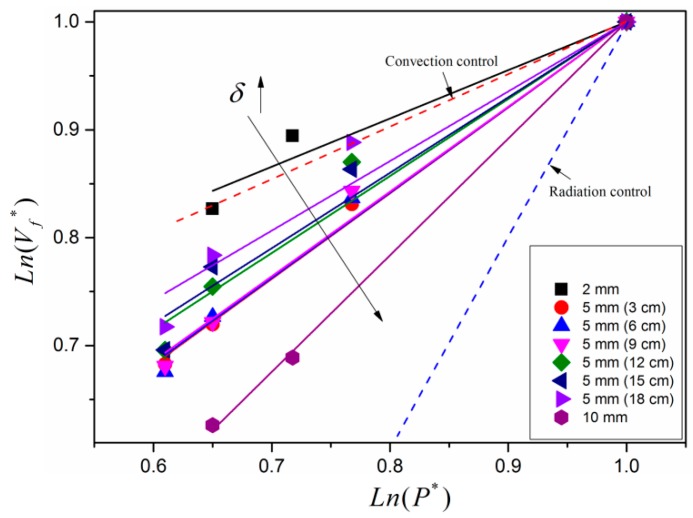 1.0
0.9
0.8
0.7
Ln(V_f^*)
0.6
0.7
0.8
0.9
1.0
Ln(P^*)
δ ↑
Convection control
Radiation control
2 mm
5 mm (3 cm)
5 mm (6 cm)
5 mm (9 cm)
5 mm (12 cm)
5 mm (15 cm)
5 mm (18 cm)
10 mm